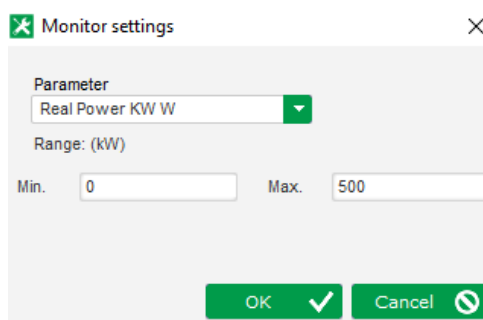 Monitor settings
Parameter
Real Power KW W
Range: (kW)
Min. 0 Max. 500
OK Cancel